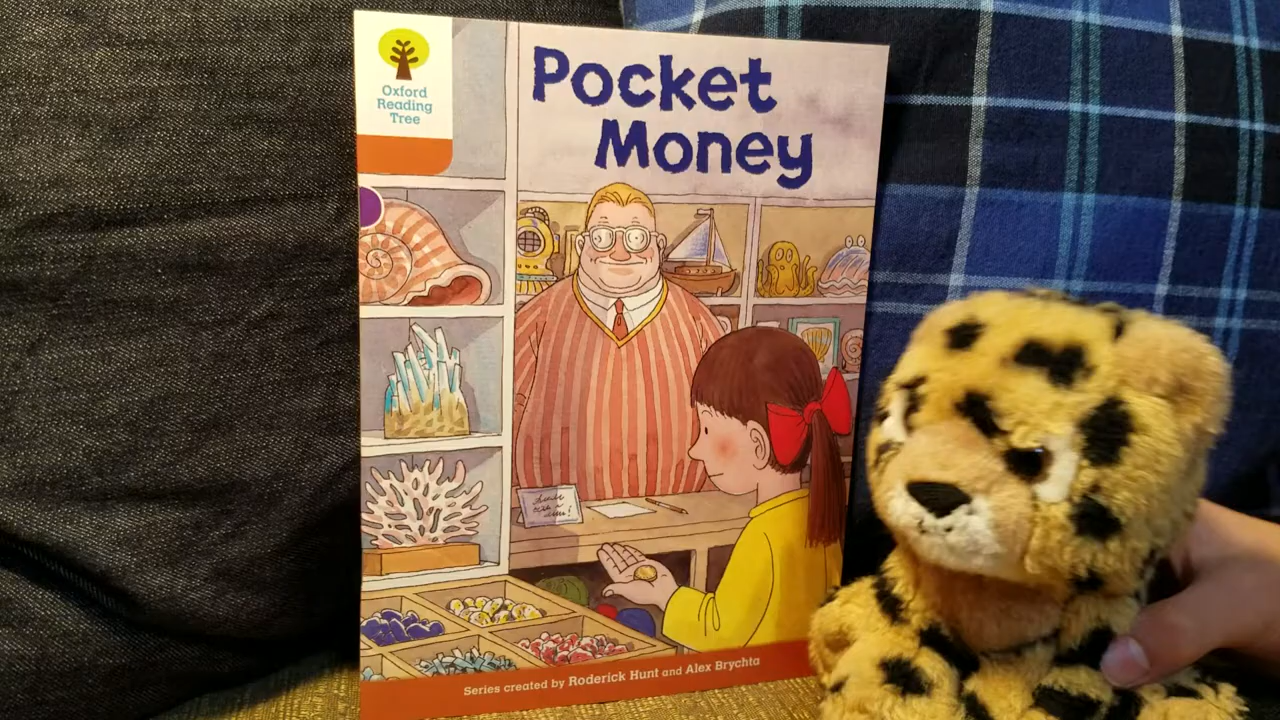 Oxford
Reading
Tree
Pocket
Money
Series created by Roderick Hunt and Alex Brychta